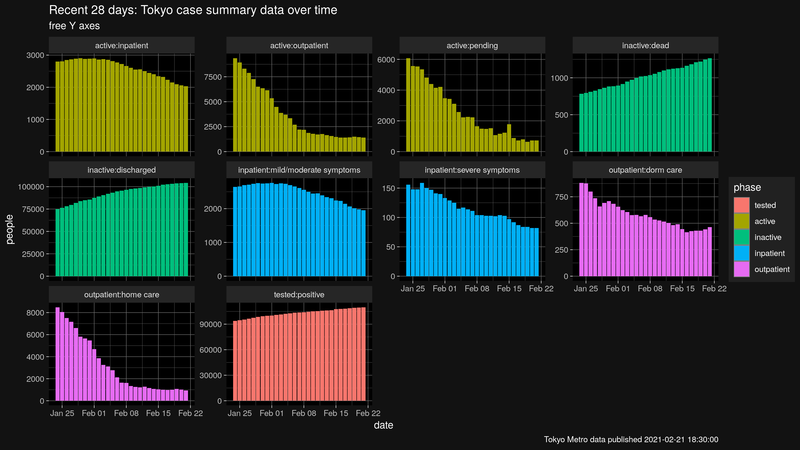 Recent 28 days: Tokyo case summary data over time
free Y axes
active:inpatient
active:outpatient
active:pending
inactive:dead
3000
2000
1000
0
7500
5000
2500
0
6000
4000
2000
0
1000
500
0
inactive:discharged
inpatient:mild/moderate symptoms
inpatient:severe symptoms
outpatient:dorm care
100000
75000
50000
25000
0
2000
1000
0
150
100
50
0
750
500
250
0
Jan 25 Feb 01 Feb 08 Feb 15 Feb 22
Jan 25 Feb 01 Feb 08 Feb 15 Feb 22
outpatient:home care
tested:positive
8000
6000
4000
2000
0
90000
60000
30000
0
Jan 25 Feb 01 Feb 08 Feb 15 Feb 22
Jan 25 Feb 01 Feb 08 Feb 15 Feb 22
people
date
phase
tested
active
inactive
inpatient
outpatient
Tokyo Metro data published 2021-02-21 18:30:00